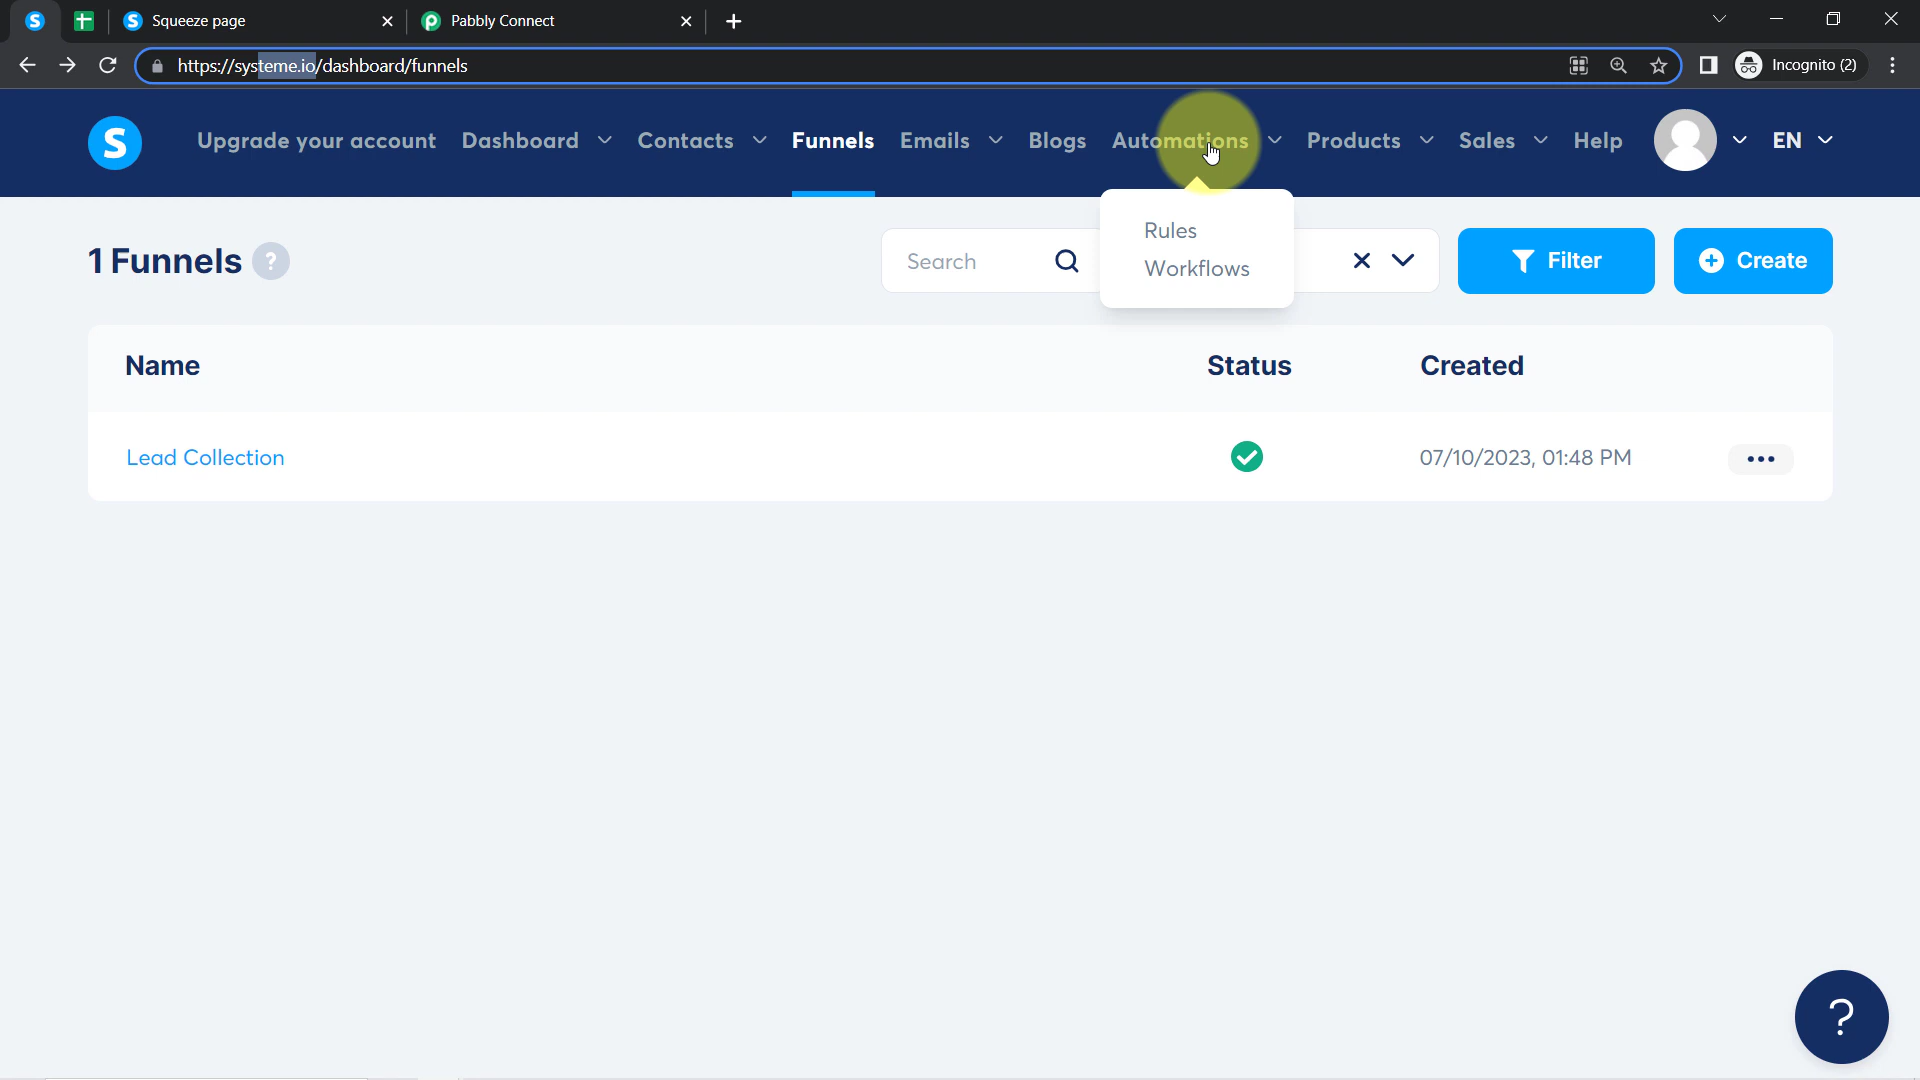 Squeeze page
Pabbly Connect
https://systeme.io/dashboard/funnels
Incognito (2)
S
Upgrade your account
Dashboard
Contacts
Funnels
Emails
Blogs
Automations
Products
Sales
Help
EN
Rules
Workflows
1 Funnels ?
Search
Filter
Create
Name
Status
Created
Lead Collection
07/10/2023, 01:48 PM
?